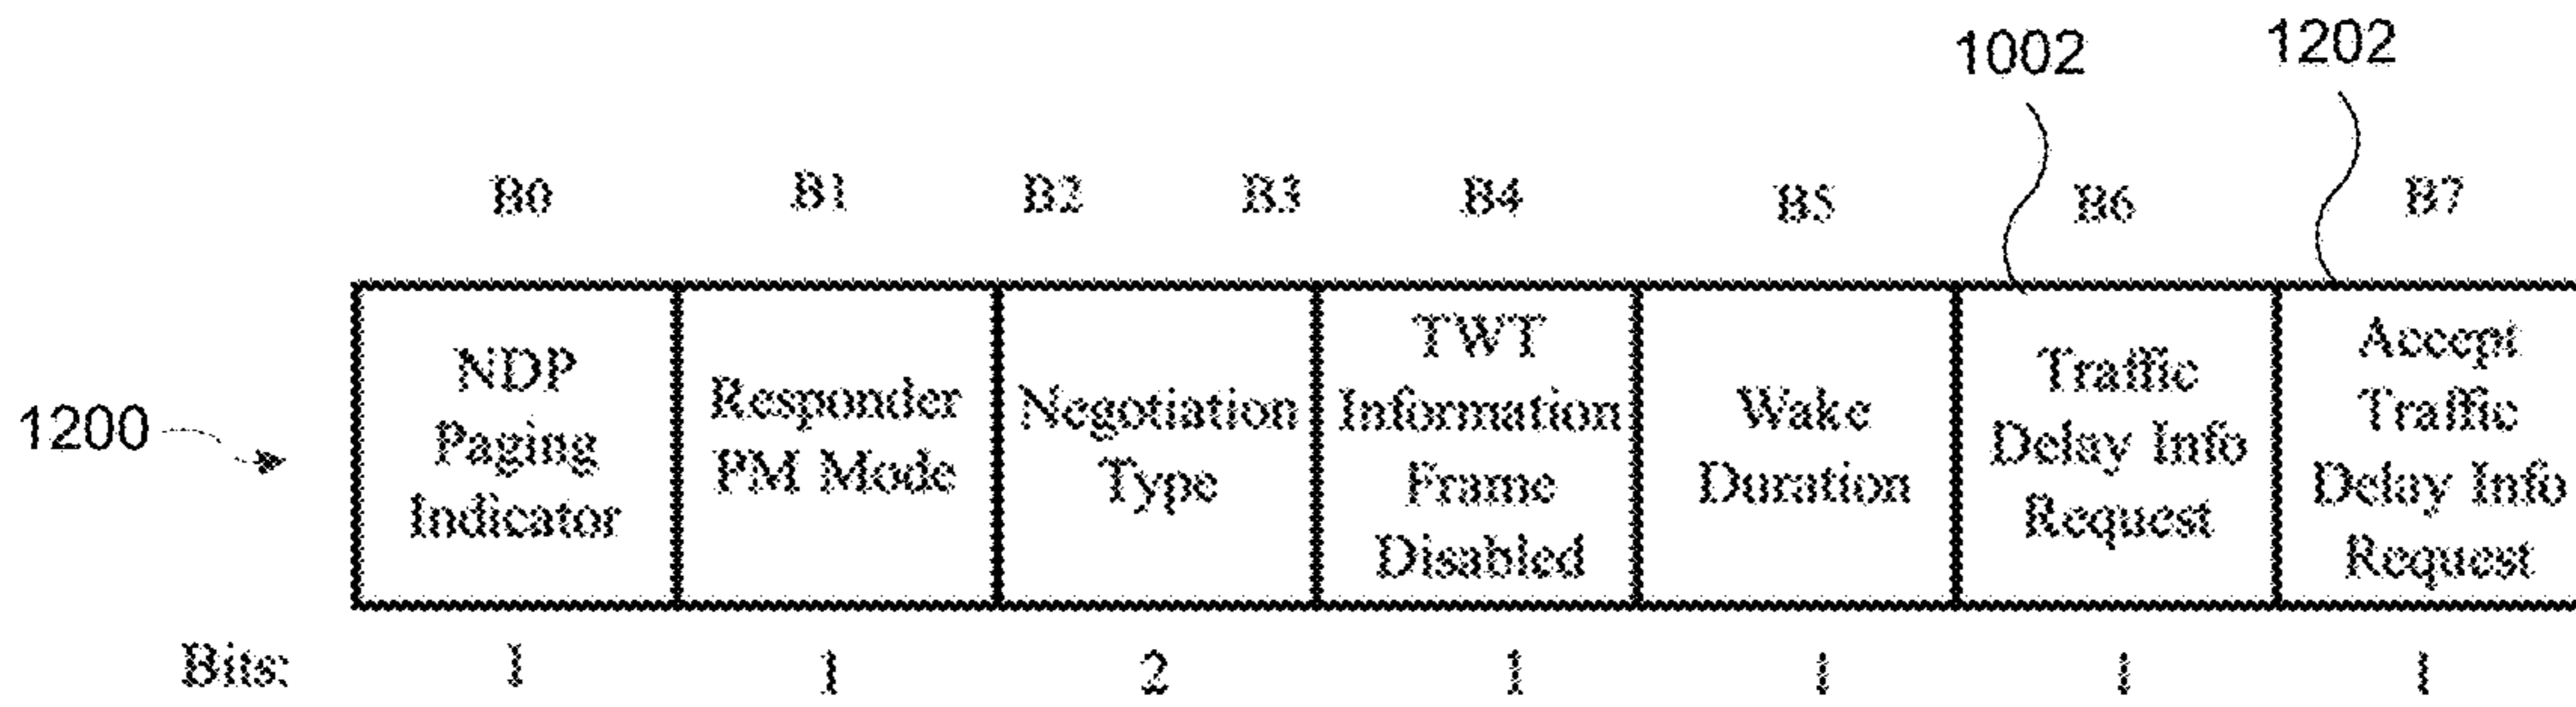 1002 1202
B0 B1 B2 B3 B4 B5 B6 B7
1200
NDP
Paging
Indicator
Responder
PM Mode
Negotiation
Type
TWT
Information
Frame
Disabled
Wake
Duration
Traffic
Delay Info
Request
Accept
Traffic
Delay Info
Request
Bits: 1 1 2 1 1 1 1